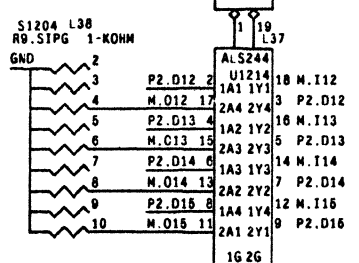 1 19
S1204 L38
L37
R9.SIPG 1-KOHM
GND
ALS244
U1214
2
3 P2.D12 2 1A1 1Y1 18 M.I12
4 M.O12 17 2A4 2Y4 3 P2.D12
5 P2.D13 4 1A2 1Y2 16 M.I13
6 M.O13 15 2A3 2Y3 5 P2.D13
7 P2.D14 6 1A3 1Y3 14 M.I14
8 M.O14 13 2A2 2Y2 7 P2.D14
9 P2.D15 8 1A4 1Y4 12 M.I15
10 M.O15 11 2A1 2Y1 9 P2.D15
1G 2G